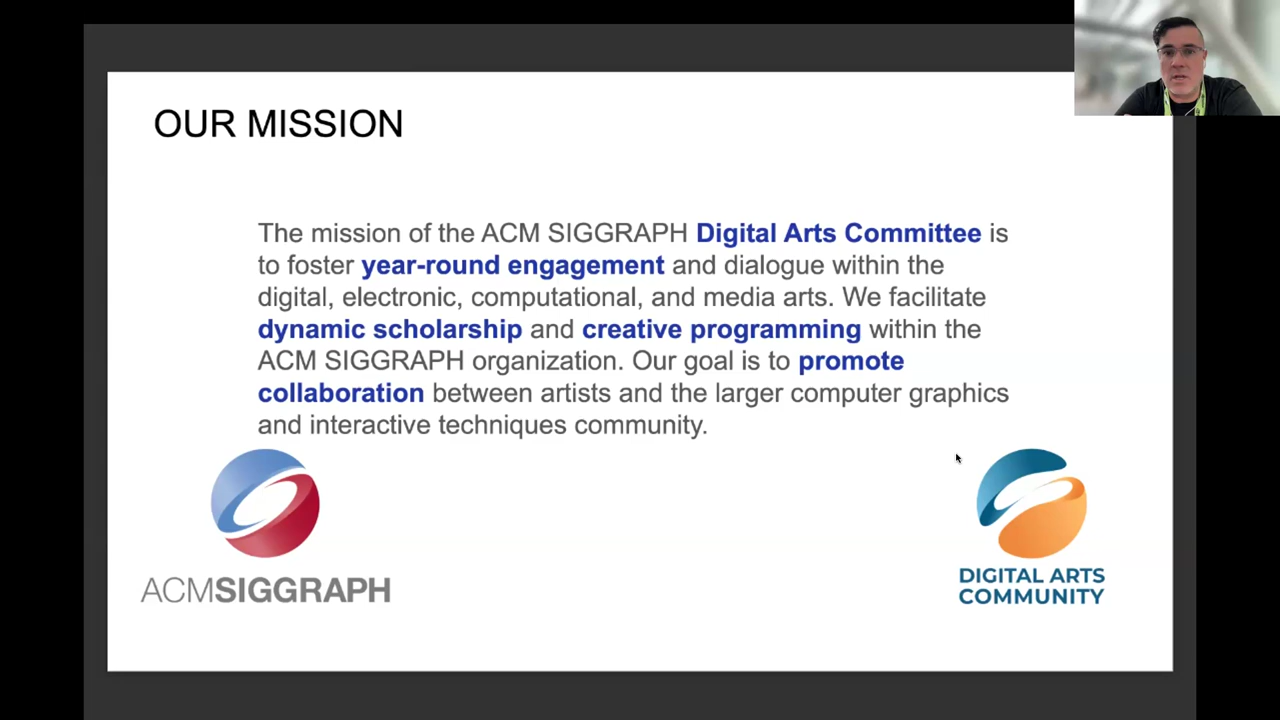 OUR MISSION
The mission of the ACM SIGGRAPH Digital Arts Committee is
to foster year-round engagement and dialogue within the
digital, electronic, computational, and media arts. We facilitate
dynamic scholarship and creative programming within the
ACM SIGGRAPH organization. Our goal is to promote
collaboration between artists and the larger computer graphics
and interactive techniques community.
ACMSIGGRAPH
DIGITAL ARTS
COMMUNITY